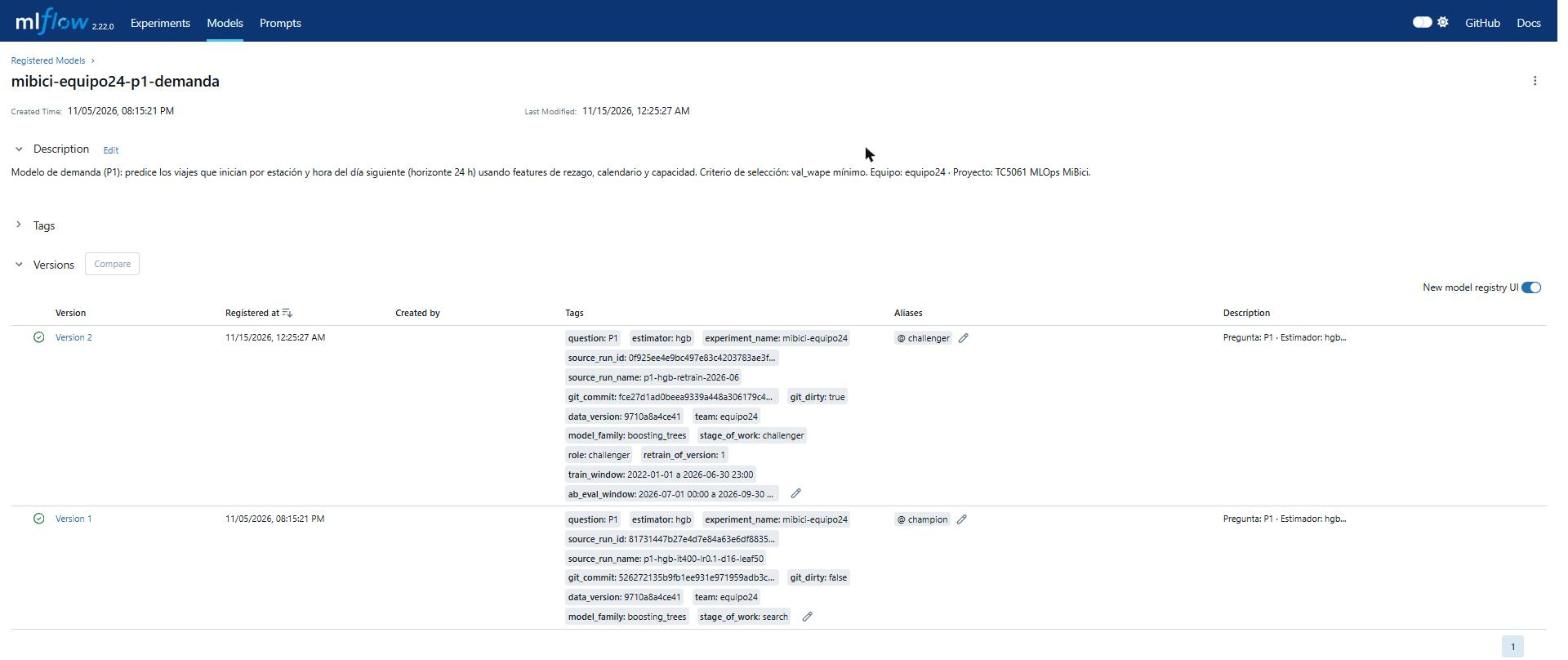 mlflow 2.22.0 Experiments Models Prompts GitHub Docs
Registered Models ›
mibici-equipo24-p1-demanda
Created Time: 11/05/2026, 08:15:21 PM Last Modified: 11/15/2026, 12:25:27 AM
Description Edit
Modelo de demanda (P1): predice los viajes que inician por estación y hora del día siguiente (horizonte 24 h) usando features de rezago, calendario y capacidad. Criterio de selección: val_wape mínimo. Equipo: equipo24 · Proyecto: TC5061 MLOps MiBici.
Tags
Versions Compare
New model registry UI
Version Registered at Created by Tags Aliases Description
Version 2 11/15/2026, 12:25:27 AM question: P1 estimator: hgb experiment_name: mibici-equipo24 @ challenger Pregunta: P1 · Estimador: hgb...
source_run_id: 0f925ee4e9bc497e83c4203783ae3f...
source_run_name: p1-hgb-retrain-2026-06
git_commit: fce27d1ad0beea9339a448a306179c4... git_dirty: true
data_version: 9710a8a4ce41 team: equipo24
model_family: boosting_trees stage_of_work: challenger
role: challenger retrain_of_version: 1
train_window: 2022-01-01 a 2026-06-30 23:00
ab_eval_window: 2026-07-01 00:00 a 2026-09-30 ...
Version 1 11/05/2026, 08:15:21 PM question: P1 estimator: hgb experiment_name: mibici-equipo24 @ champion Pregunta: P1 · Estimador: hgb...
source_run_id: 81731447b27e4d7e84a63e6df8835...
source_run_name: p1-hgb-it400-lr0.1-d16-leaf50
git_commit: 526272135b9fb1ee931e971959adb3c... git_dirty: false
data_version: 9710a8a4ce41 team: equipo24
model_family: boosting_trees stage_of_work: search
1